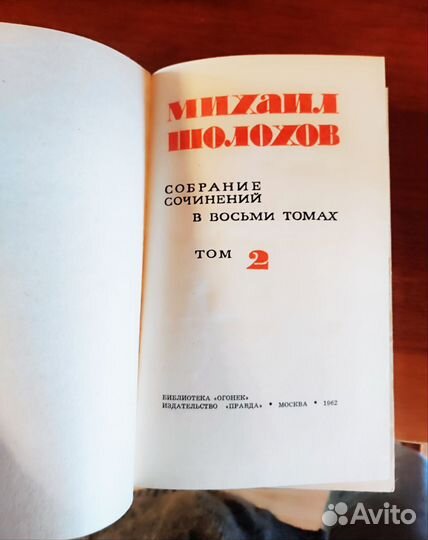 МИХАИЛ
ШОЛОХОВ
СОБРАНИЕ
СОЧИНЕНИЙ
В ВОСЬМИ ТОМАХ
ТОМ 2
БИБЛИОТЕКА «ОГОНЕК»
ИЗДАТЕЛЬСТВО «ПРАВДА» • МОСКВА • 1962
Avito